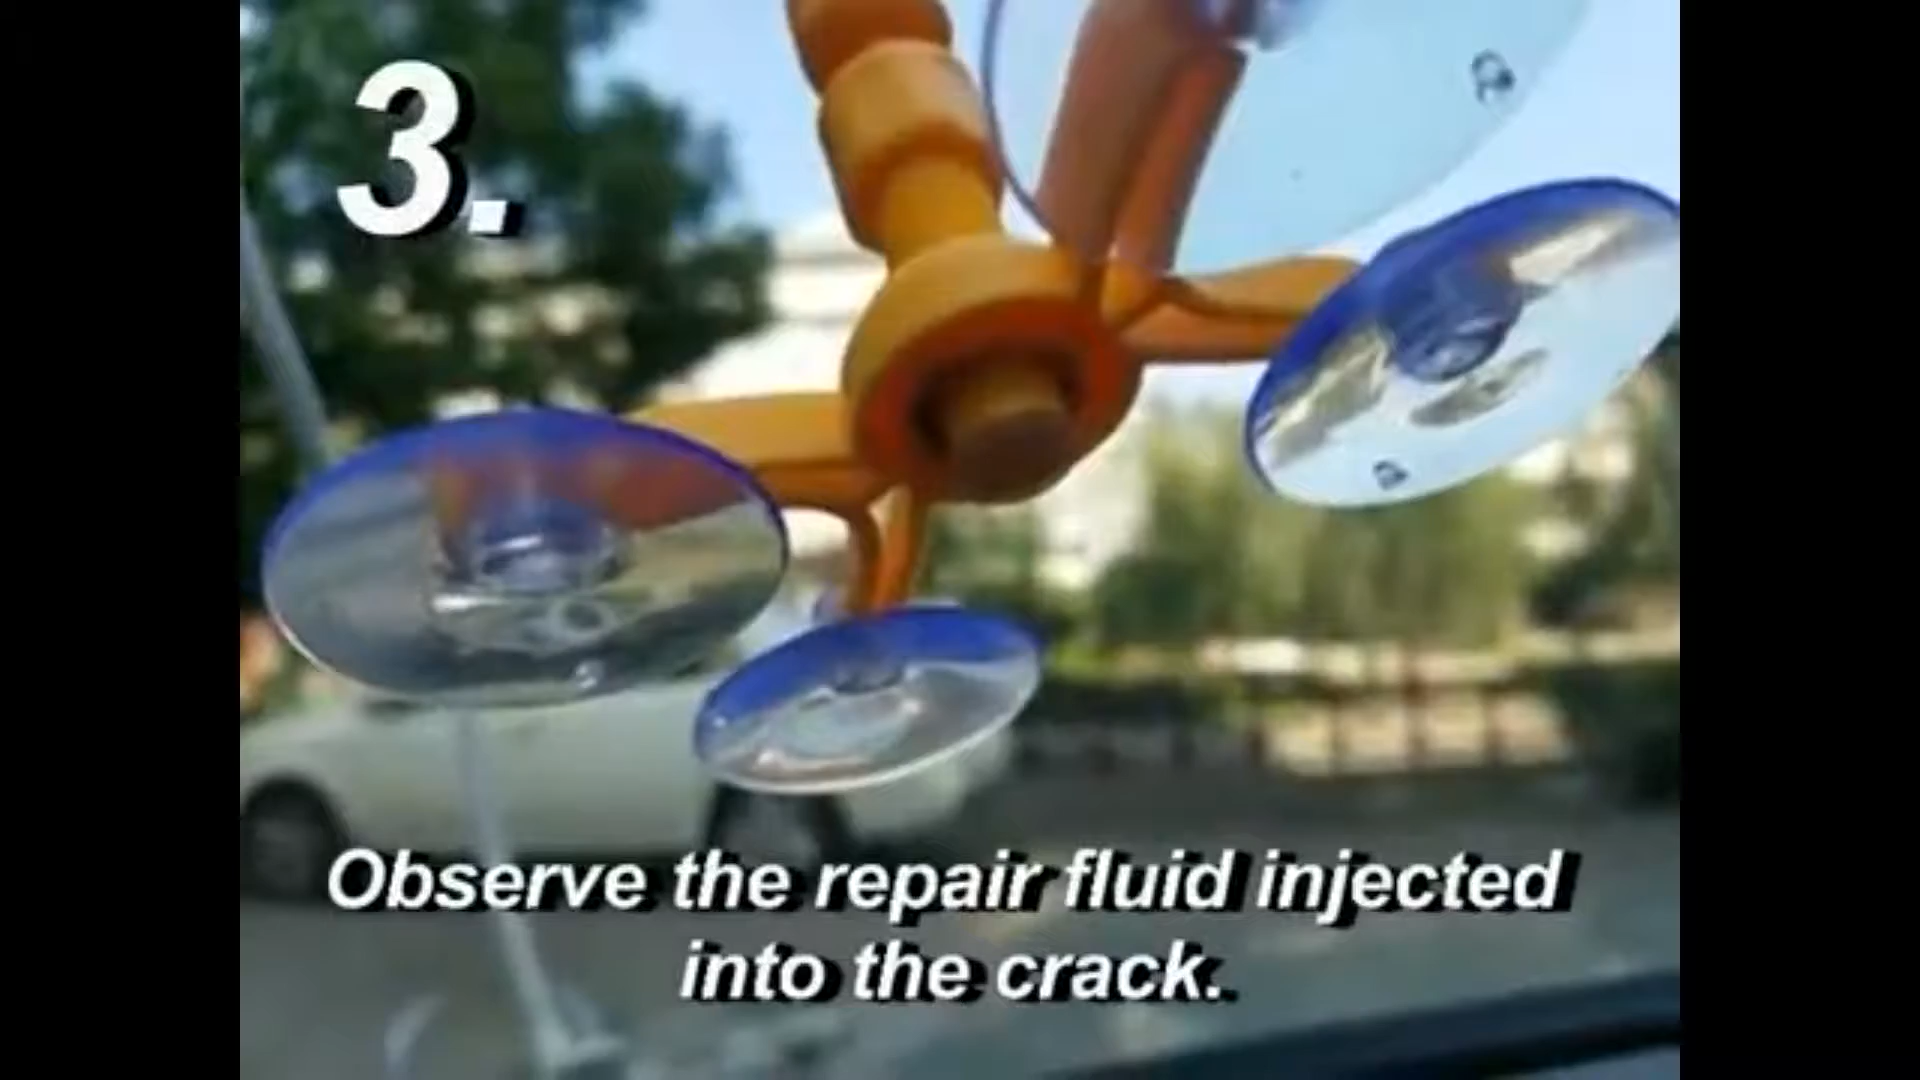 3.
Observe the repair fluid injected
into the crack.